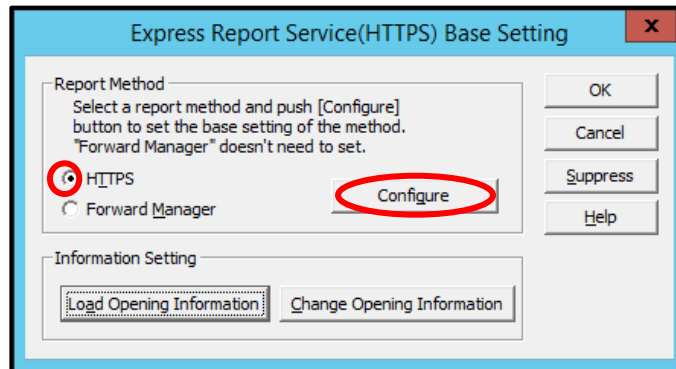 Express Report Service(HTTPS) Base Setting
x
Report Method
Select a report method and push [Configure]
button to set the base setting of the method.
"Forward Manager" doesn't need to set.
HTTPS
Forward Manager
Configure
OK
Cancel
Suppress
Help
Information Setting
Load Opening Information
Change Opening Information